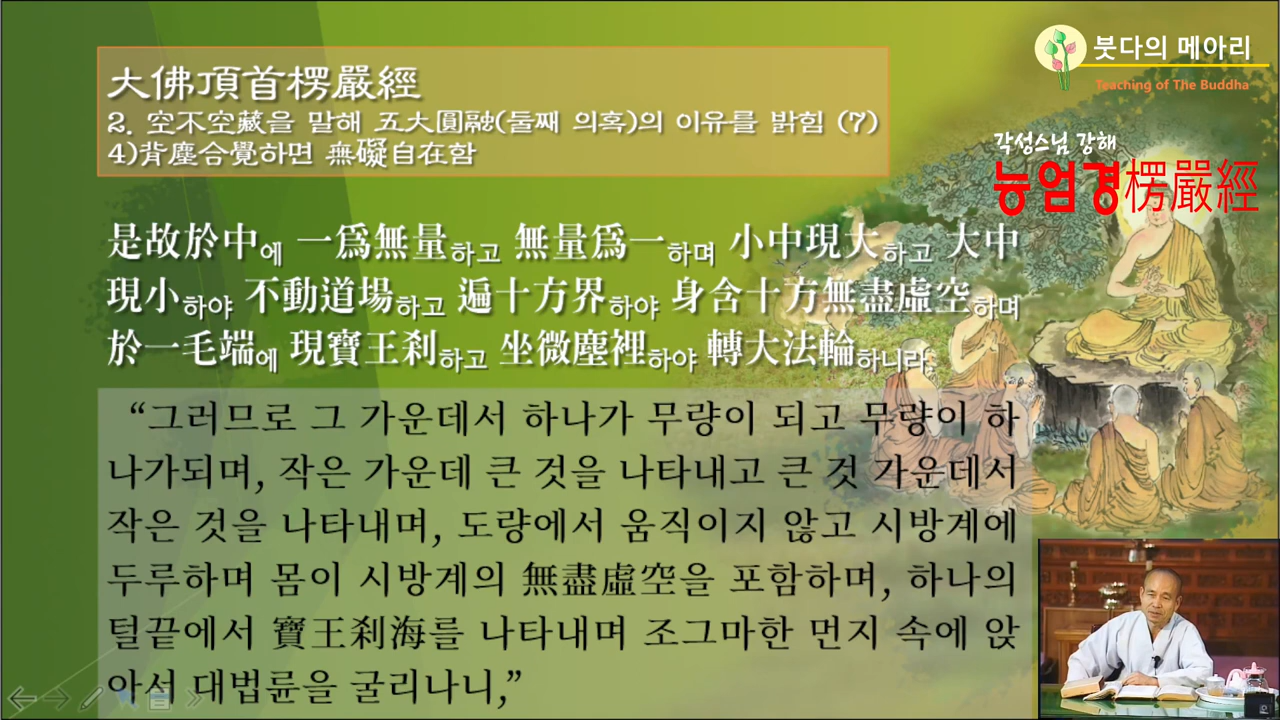 大佛頂首楞嚴經
2. 空不空藏을 말해 五大圓融(둘째 의혹)의 이유를 밝힘 (7)
4)背塵合覺하면 無礙自在함
붓다의 메아리
Teaching of The Buddha
각성스님 강해
능엄경楞嚴經
是故於中에 一爲無量하고 無量爲一하며 小中現大하고 大中
現小하야 不動道場하고 遍十方界하야 身含十方無盡虛空하며
於一毛端에 現寶王刹하고 坐微塵裡하야 轉大法輪하니라.
“그러므로 그 가운데서 하나가 무량이 되고 무량이 하
나가되며, 작은 가운데 큰 것을 나타내고 큰 것 가운데서
작은 것을 나타내며, 도량에서 움직이지 않고 시방계에
두루하며 몸이 시방계의 無盡虛空을 포함하며, 하나의
털끝에서 寶王刹海를 나타내며 조그마한 먼지 속에 앉
아서 대법륜을 굴리나니,”